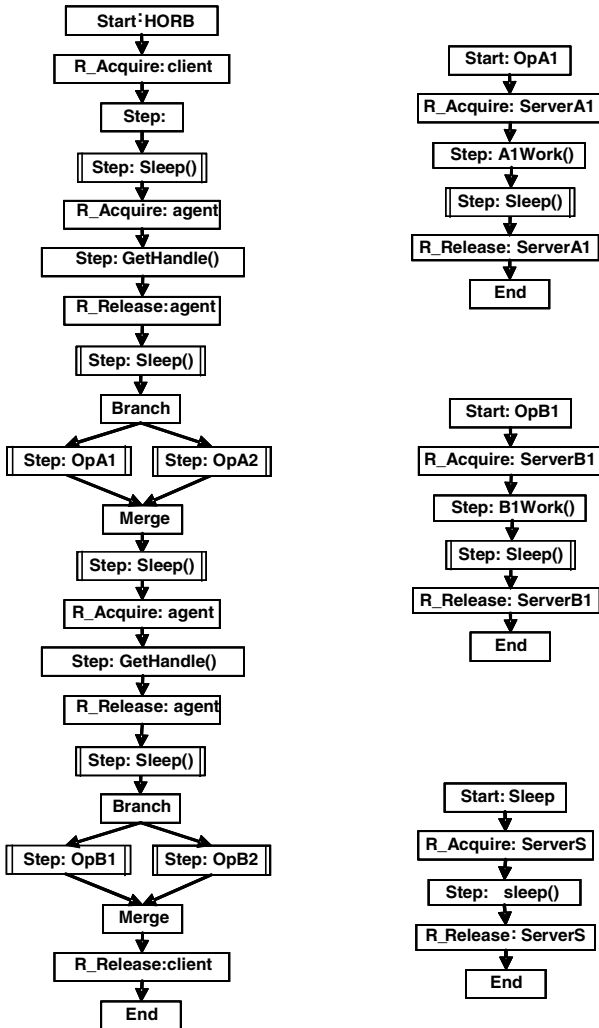 Start:HORB
R_Acquire: client
Step:
Step: Sleep()
R_Acquire: agent
Step: GetHandle()
R_Release:agent
Step: Sleep()
Branch
Step: OpA1
Step: OpA2
Merge
Step: Sleep()
R_Acquire: agent
Step: GetHandle()
R_Release: agent
Step: Sleep()
Branch
Step: OpB1
Step: OpB2
Merge
R_Release:client
End
Start: OpA1
R_Acquire: ServerA1
Step: A1Work()
Step: Sleep()
R_Release: ServerA1
End
Start: OpB1
R_Acquire: ServerB1
Step: B1Work()
Step: Sleep()
R_Release: ServerB1
End
Start: Sleep
R_Acquire: ServerS
Step: sleep()
R_Release: ServerS
End